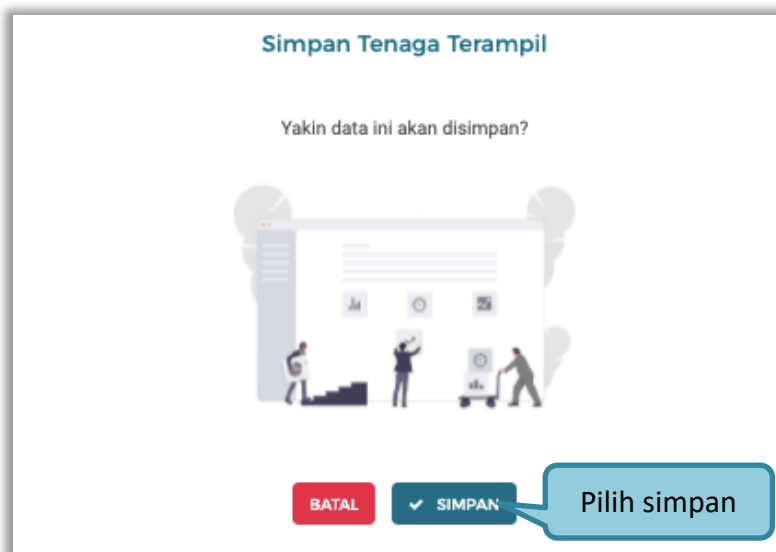 Simpan Tenaga Terampil
Yakin data ini akan disimpan?
BATAL
SIMPAN
Pilih simpan